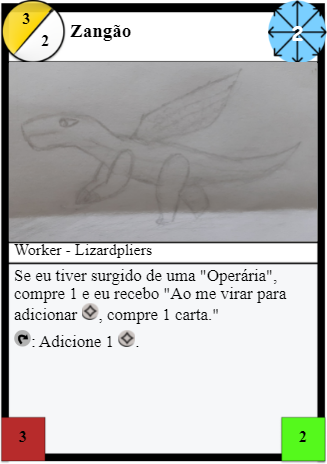 3
2
Zangão
2
Worker - Lizardpliers
Se eu tiver surgido de uma "Operária",
compre 1 e eu recebo "Ao me virar para
adicionar , compre 1 carta."
: Adicione 1 .
3
2